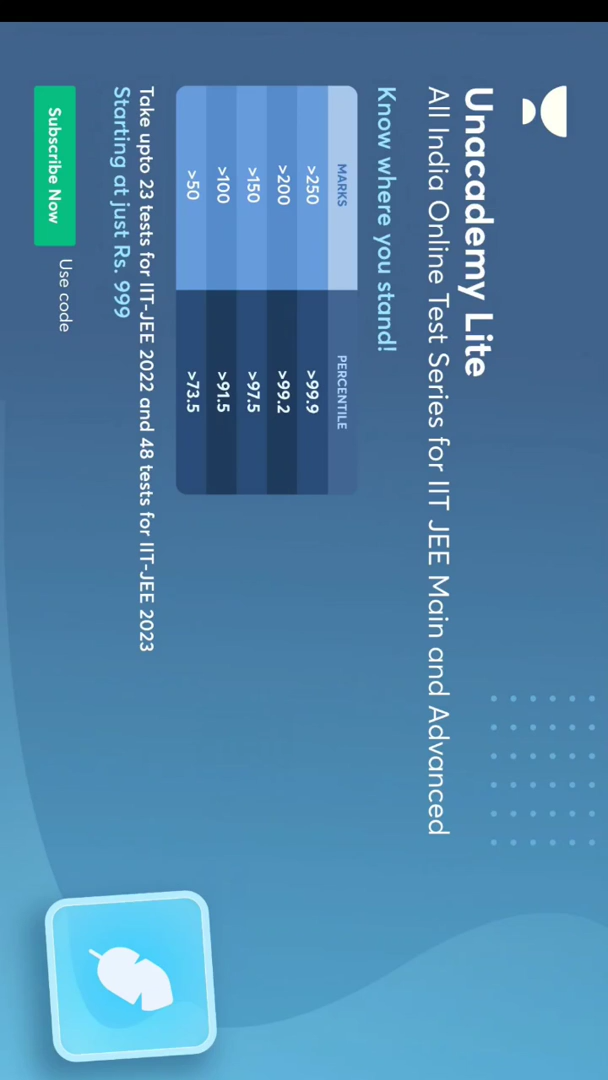 Unacademy Lite
All India Online Test Series for IIT JEE Main and Advanced
Know where you stand!
MARKS PERCENTILE
>250 >99.9
>200 >99.2
>150 >97.5
>100 >91.5
>50 >73.5
Take upto 23 tests for IIT-JEE 2022 and 48 tests for IIT-JEE 2023
Starting at just Rs. 999
Subscribe Now Use code